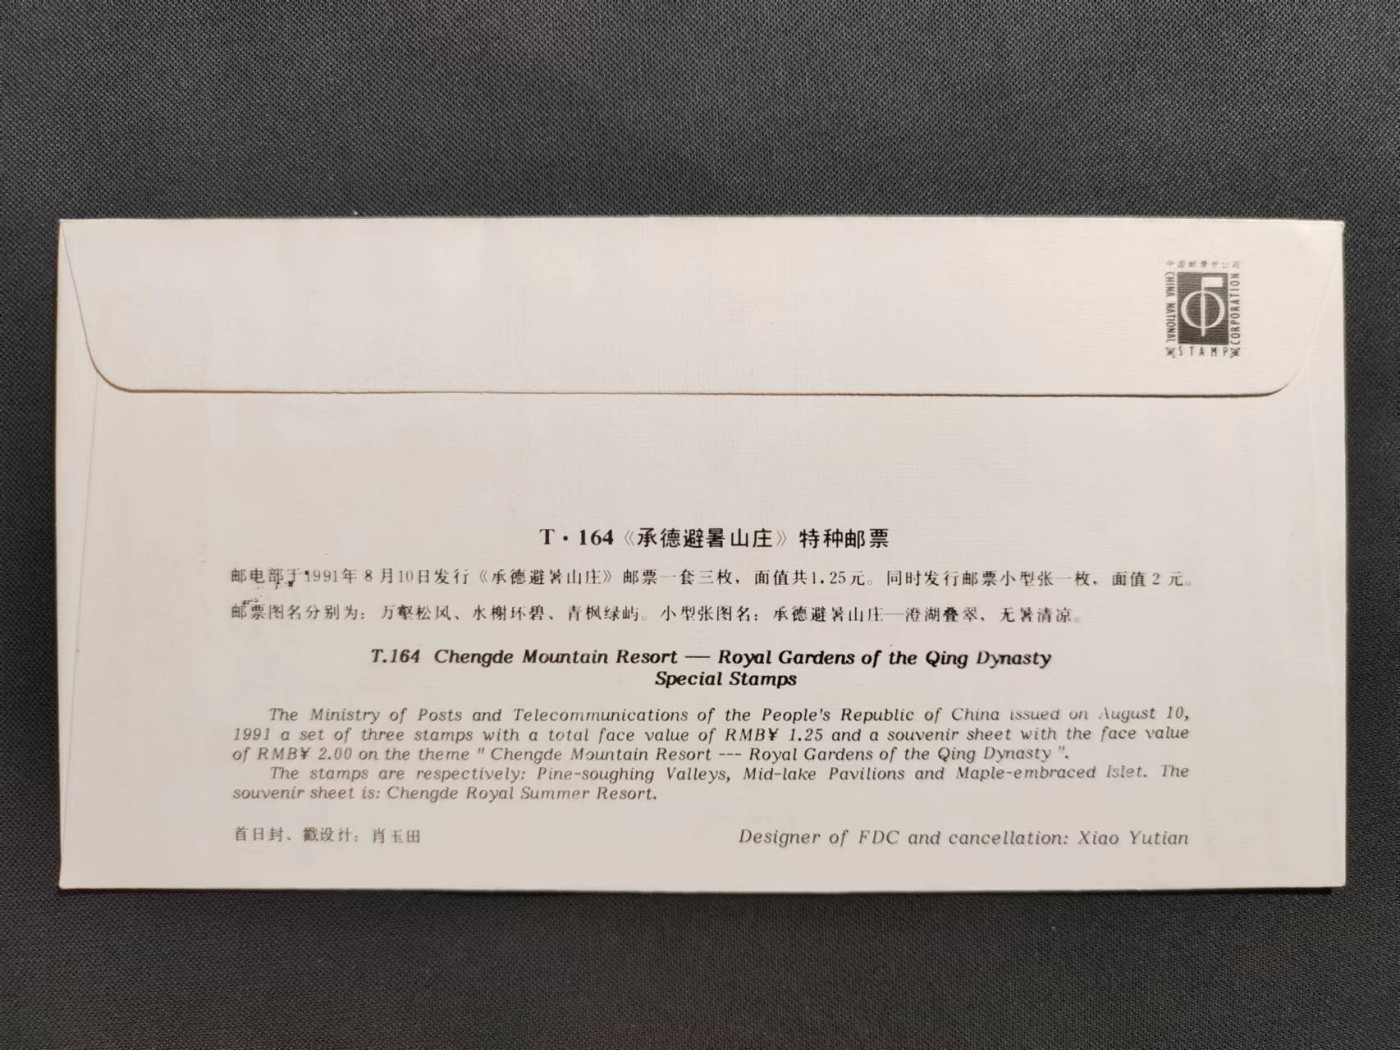 中国邮票总公司
CHINA NATIONAL
STAMP
CORPORATION
T·164《承德避暑山庄》特种邮票
邮电部于1991年8月10日发行《承德避暑山庄》邮票一套三枚，面值共1.25元。同时发行邮票小型张一枚，面值2元。
邮票图名分别为：万壑松风、水榭环碧、青枫绿屿。小型张图名：承德避暑山庄—澄湖叠翠，无暑清凉。
T.164 Chengde Mountain Resort — Royal Gardens of the Qing Dynasty
Special Stamps
The Ministry of Posts and Telecommunications of the People's Republic of China issued on August 10,
1991 a set of three stamps with a total face value of RMB¥ 1.25 and a souvenir sheet with the face value
of RMB¥ 2.00 on the theme " Chengde Mountain Resort --- Royal Gardens of the Qing Dynasty ".
The stamps are respectively: Pine-soughing Valleys, Mid-lake Pavilions and Maple-embraced Islet. The
souvenir sheet is: Chengde Royal Summer Resort.
首日封、戳设计：肖玉田
Designer of FDC and cancellation: Xiao Yutian